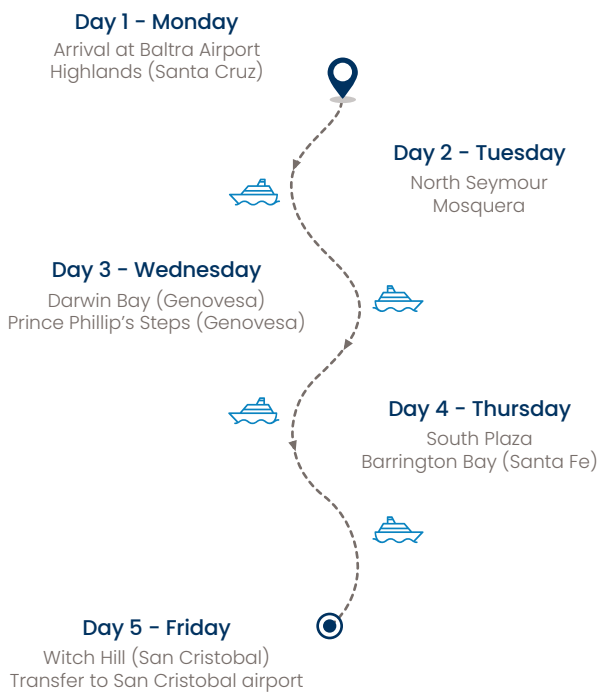 Day 1 - Monday
Arrival at Baltra Airport
Highlands (Santa Cruz)
Day 2 - Tuesday
North Seymour
Mosquera
Day 3 - Wednesday
Darwin Bay (Genovesa)
Prince Phillip's Steps (Genovesa)
Day 4 - Thursday
South Plaza
Barrington Bay (Santa Fe)
Day 5 - Friday
Witch Hill (San Cristobal)
Transfer to San Cristobal airport